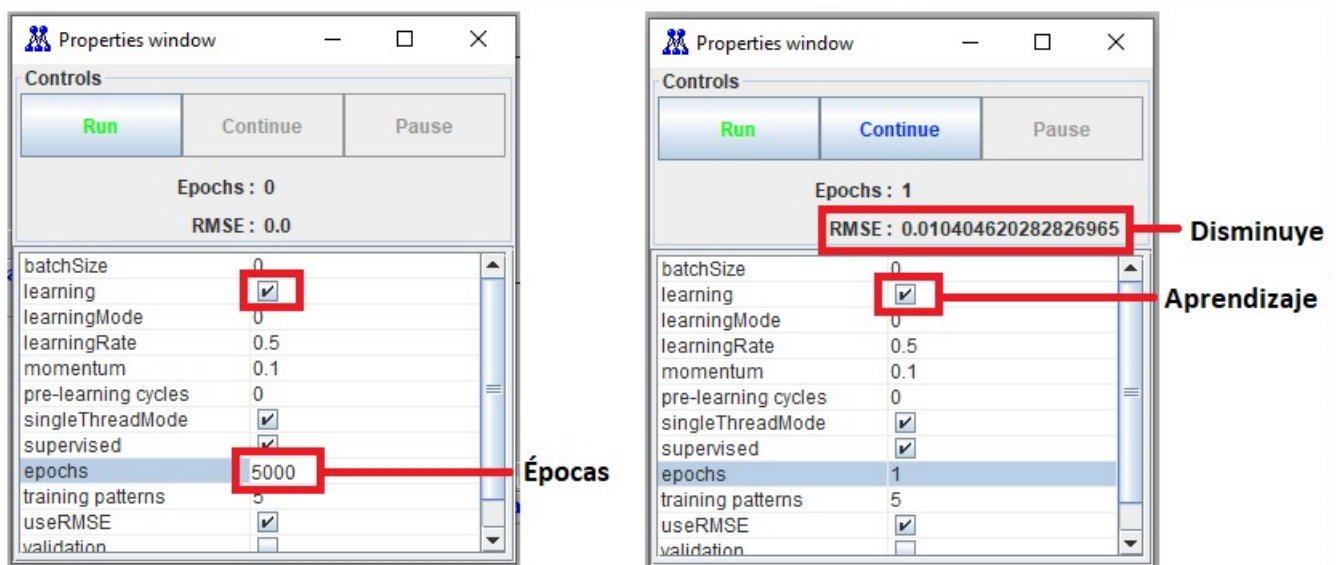 Properties window
Controls
Run Continue Pause
Epochs : 0
RMSE : 0.0
batchSize 0
learning
learningMode 0
learningRate 0.5
momentum 0.1
pre-learning cycles 0
singleThreadMode
supervised
epochs 5000
training patterns 5
useRMSE
validation
Épocas
Properties window
Controls
Run Continue Pause
Epochs : 1
RMSE : 0.010404620282826965
Disminuye
batchSize 0
learning
Aprendizaje
learningMode 0
learningRate 0.5
momentum 0.1
pre-learning cycles 0
singleThreadMode
supervised
epochs 1
training patterns 5
useRMSE
validation